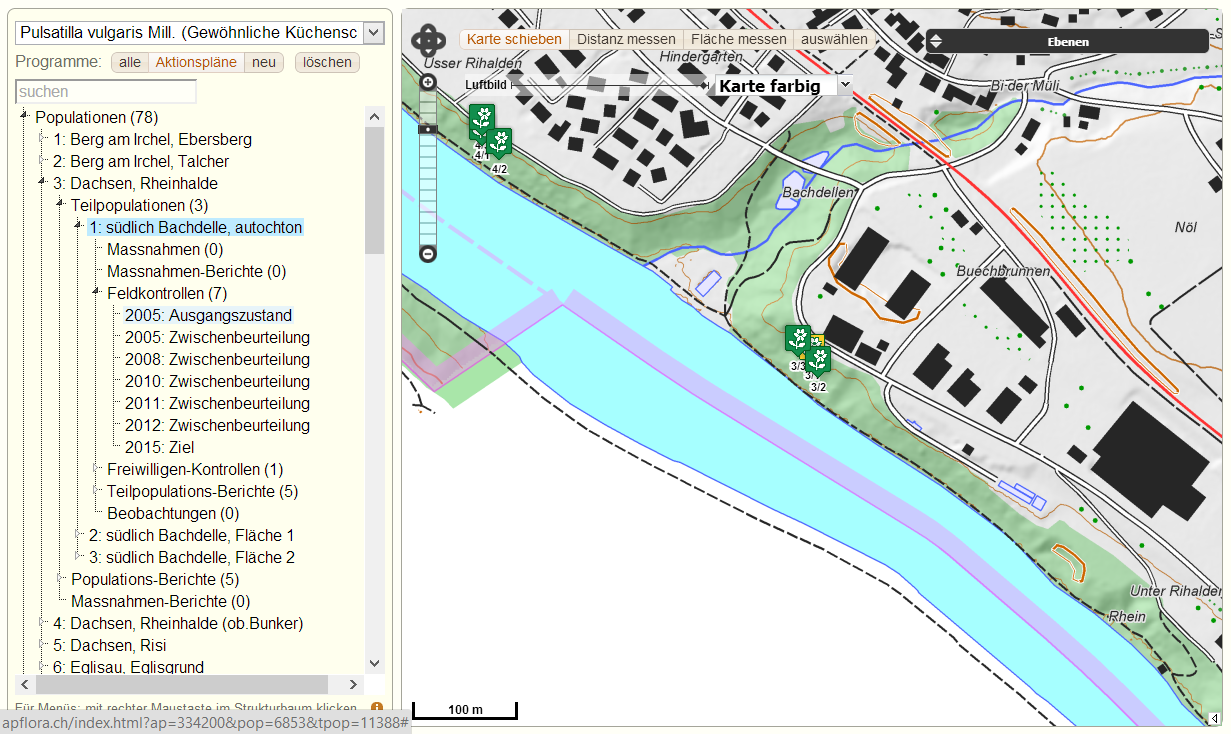 Pulsatilla vulgaris Mill. (Gewöhnliche Küchensc
Programme: alle Aktionspläne neu löschen
suchen
Populationen (78)
1: Berg am Irchel, Ebersberg
2: Berg am Irchel, Talcher
3: Dachsen, Rheinhalde
Teilpopulationen (3)
1: südlich Bachdelle, autochton
Massnahmen (0)
Massnahmen-Berichte (0)
Feldkontrollen (7)
2005: Ausgangszustand
2005: Zwischenbeurteilung
2008: Zwischenbeurteilung
2010: Zwischenbeurteilung
2011: Zwischenbeurteilung
2012: Zwischenbeurteilung
2015: Ziel
Freiwilligen-Kontrollen (1)
Teilpopulations-Berichte (5)
Beobachtungen (0)
2: südlich Bachdelle, Fläche 1
3: südlich Bachdelle, Fläche 2
Populations-Berichte (5)
Massnahmen-Berichte (0)
4: Dachsen, Rheinhalde (ob.Bunker)
5: Dachsen, Risi
6: Eglisau, Eglisgrund
Für Menüs: mit rechter Maustaste im Strukturbaum klicken
apflora.ch/index.html?ap=334200&pop=6853&tpop=11388#
Karte schieben Distanz messen Fläche messen auswählen
Ebenen
Usser Rihalden
Hindergärten
Luftbild
Karte farbig
Bi der Müli
4/1
4/2
Bachdellen
Nöl
Buechbrunnen
3/3
3/2
Unter Rihalden
Rhein
100 m